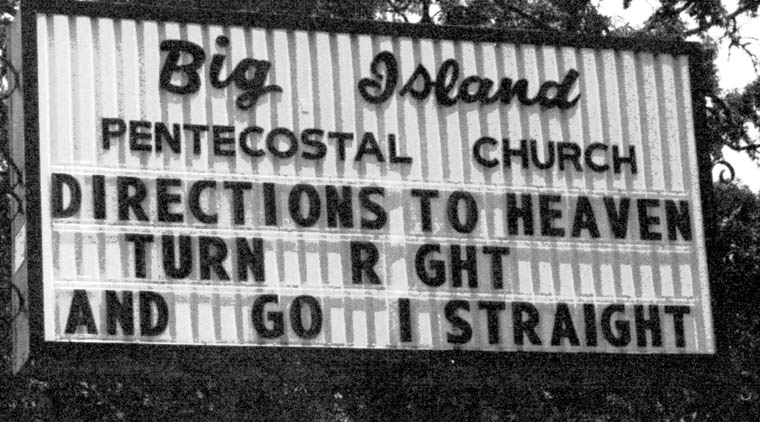 Big Island
PENTECOSTAL CHURCH
DIRECTIONS TO HEAVEN
TURN R GHT
AND GO I STRAIGHT